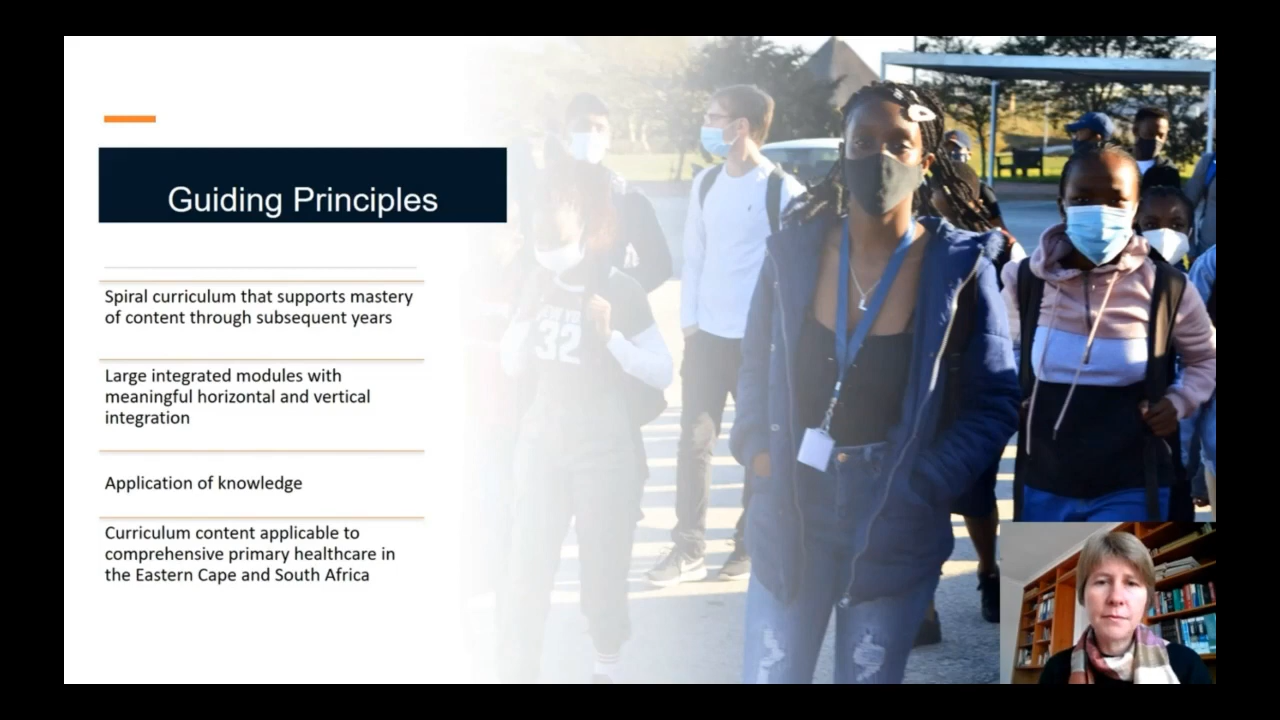 Guiding Principles
Spiral curriculum that supports mastery
of content through subsequent years
Large integrated modules with
meaningful horizontal and vertical
integration
Application of knowledge
Curriculum content applicable to
comprehensive primary healthcare in
the Eastern Cape and South Africa
32